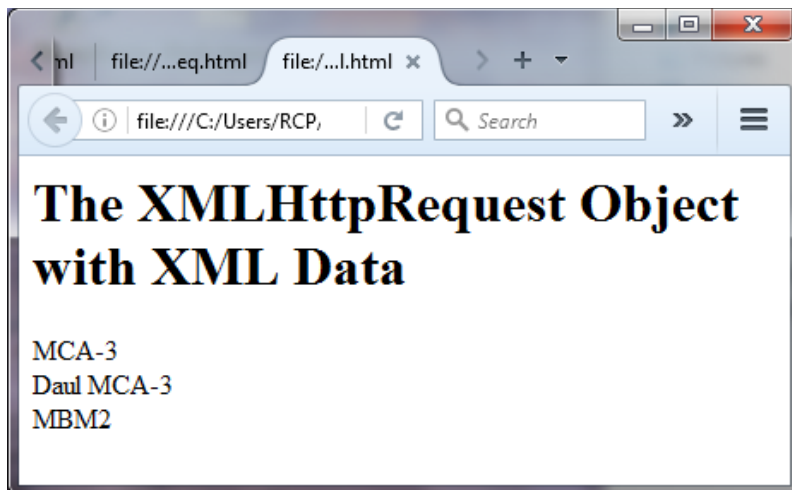 ml file://...eq.html file:/...l.html
file:///C:/Users/RCP/ Search
The XMLHttpRequest Object
with XML Data
MCA-3
Daul MCA-3
MBM2